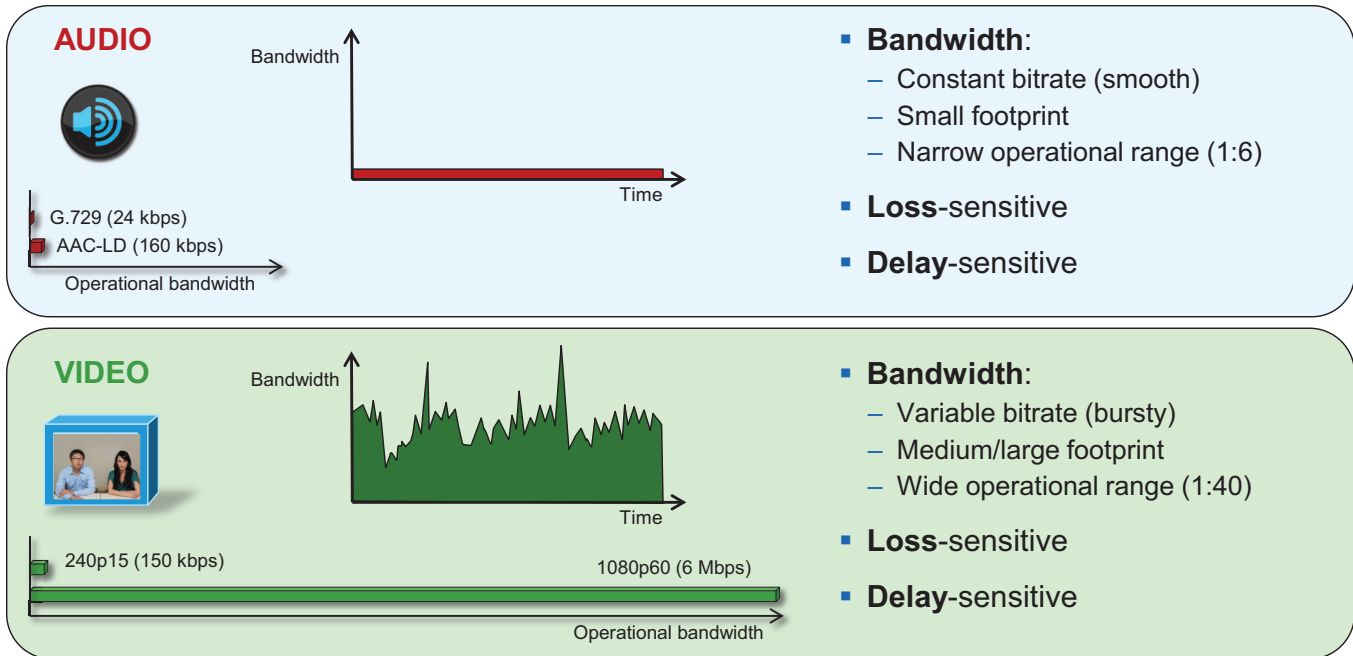 AUDIO
Bandwidth
Time
G.729 (24 kbps)
AAC-LD (160 kbps)
Operational bandwidth
▪ Bandwidth:
– Constant bitrate (smooth)
– Small footprint
– Narrow operational range (1:6)
▪ Loss-sensitive
▪ Delay-sensitive
VIDEO
Bandwidth
Time
240p15 (150 kbps)
1080p60 (6 Mbps)
Operational bandwidth
▪ Bandwidth:
– Variable bitrate (bursty)
– Medium/large footprint
– Wide operational range (1:40)
▪ Loss-sensitive
▪ Delay-sensitive